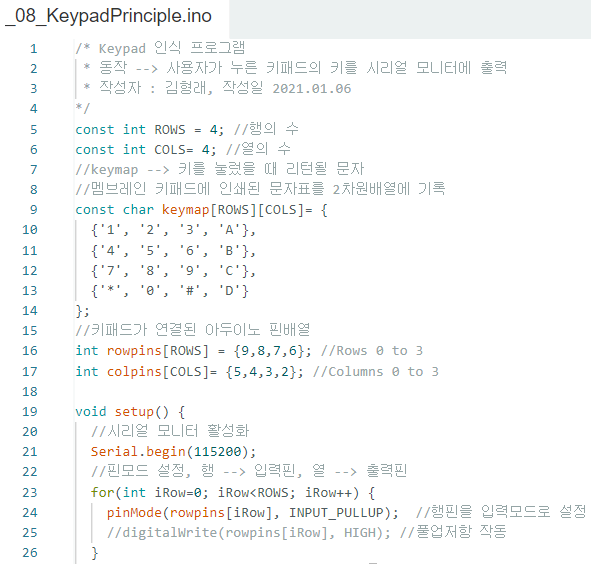 _08_KeypadPrinciple.ino
1 /* Keypad 인식 프로그램
2 * 동작 --> 사용자가 누른 키패드의 키를 시리얼 모니터에 출력
3 * 작성자 : 김형래, 작성일 2021.01.06
4 */
5 const int ROWS = 4; //행의 수
6 const int COLS= 4; //열의 수
7 //keymap --> 키를 눌렀을 때 리턴될 문자
8 //멤브레인 키패드에 인쇄된 문자표를 2차원배열에 기록
9 const char keymap[ROWS][COLS]= {
10 {'1', '2', '3', 'A'},
11 {'4', '5', '6', 'B'},
12 {'7', '8', '9', 'C'},
13 {'*', '0', '#', 'D'}
14 };
15 //키패드가 연결된 아두이노 핀배열
16 int rowpins[ROWS] = {9,8,7,6}; //Rows 0 to 3
17 int colpins[COLS]= {5,4,3,2}; //Columns 0 to 3
18
19 void setup() {
20 //시리얼 모니터 활성화
21 Serial.begin(115200);
22 //핀모드 설정, 행 --> 입력핀, 열 --> 출력핀
23 for(int iRow=0; iRow<ROWS; iRow++) {
24 pinMode(rowpins[iRow], INPUT_PULLUP); //행핀을 입력모드로 설정
25 //digitalWrite(rowpins[iRow], HIGH); //풀업저항 작동
26 }